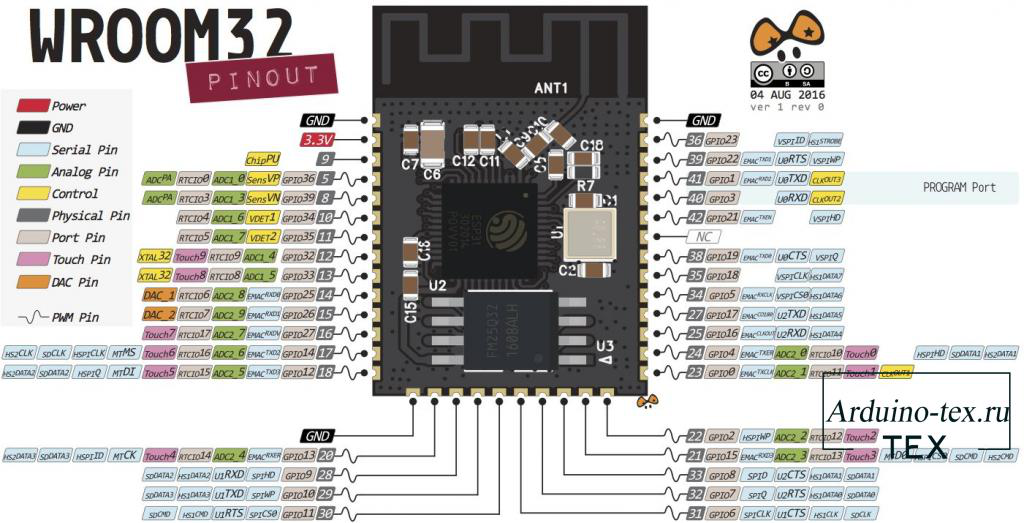 WROOM32
PINOUT
Power
GND
Serial Pin
Analog Pin
Control
Physical Pin
Port Pin
Touch Pin
DAC Pin
PWM Pin
04 AUG 2016
ver 1 rev 0
cc BY SA
ANT1
C7
C6
C12 C11
C10
C18
R7
U2
C15
U3
FM25Q32
160BALH
GND
3.3V
ChipPU 9
ADCPA RTCIO0 ADC1_0 SensVP GPIO36 5
ADCPA RTCIO3 ADC1_3 SensVN GPIO39 8
RTCIO4 ADC1_6 VDET1 GPIO34 10
RTCIO5 ADC1_7 VDET2 GPIO35 11
XTAL32 Touch9 RTCIO9 ADC1_4 GPIO32 12
XTAL32 Touch8 RTCIO8 ADC1_5 GPIO33 13
DAC_1 RTCIO6 ADC2_8 EMACRXD0 GPIO25 14
DAC_2 RTCIO7 ADC2_9 EMACRXD1 GPIO26 15
Touch7 RTCIO17 ADC2_7 EMACRXDV GPIO27 16
HS2CLK SDCLK HSPICLK MTMS Touch6 RTCIO16 ADC2_6 EMACTXD2 GPIO14 17
HS2DATA2 SDDATA2 HSPIQ MTDI Touch5 RTCIO15 ADC2_5 EMACTXD3 GPIO12 18
GND
HS2DATA3 SDDATA3 HSPIID MTCK Touch4 RTCIO14 ADC2_4 EMACRXER GPIO13 20
SDDATA2 HS1DATA2 U1RXD SPIHD GPIO9 28
SDDATA3 HS1DATA3 U1TXD SPIWP GPIO10 29
SDCMD HS1CMD U1RTS SPICS0 GPIO11 30
GND
36 GPIO23 VSPIID HS1STROBE
39 GPIO22 EMACTXD1 U0RTS VSPIWP
41 GPIO1 EMACRXD2 U0TXD CLKOUT3 PROGRAM Port
40 GPIO3 U0RXD CLKOUT2
42 GPIO21 EMACTXEN VSPIHD
NC
38 GPIO19 EMACTXD0 U0CTS VSPIQ
35 GPIO18 VSPICLK HS1DATA7
34 GPIO5 EMACRXCLK VSPICS0 HS1DATA6
27 GPIO17 U2TXD HS1DATA5
25 GPIO16 EMACCLKOUT U2RXD HS1DATA4
24 GPIO4 EMACTXER ADC2_0 RTCIO10 Touch0 HSPIHD SDDATA1 HS2DATA1
23 GPIO0 EMACTXCLK ADC2_1 RTCIO11 Touch1 CLKOUT1
Arduino-tex.ru
TEX
22 GPIO2 HSPIWP ADC2_2 RTCIO12 Touch2
21 GPIO15 EMACRXD3 ADC2_3 RTCIO13 Touch3 SDCMD HS2CMD
33 GPIO8 SPID U2CTS HS1DATA1 SDDATA1
32 GPIO7 SPIQ U2RTS HS1DATA0 SDDATA0
31 GPIO6 SPICLK U1CTS HS1CLK SDCLK